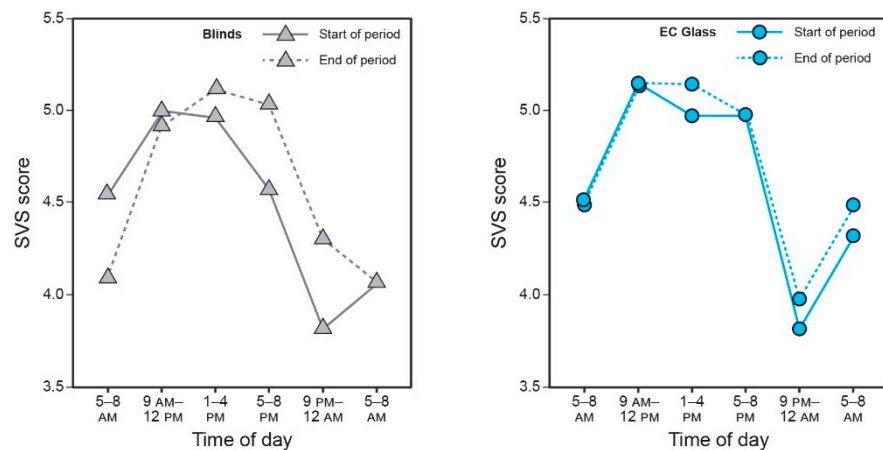 Blinds
Start of period
End of period
SVS score
5.5
5.0
4.5
4.0
3.5
5–8 AM
9 AM–12 PM
1–4 PM
5–8 PM
9 PM–12 AM
5–8 AM
Time of day
EC Glass
Start of period
End of period
SVS score
5.5
5.0
4.5
4.0
3.5
5–8 AM
9 AM–12 PM
1–4 PM
5–8 PM
9 PM–12 AM
5–8 AM
Time of day